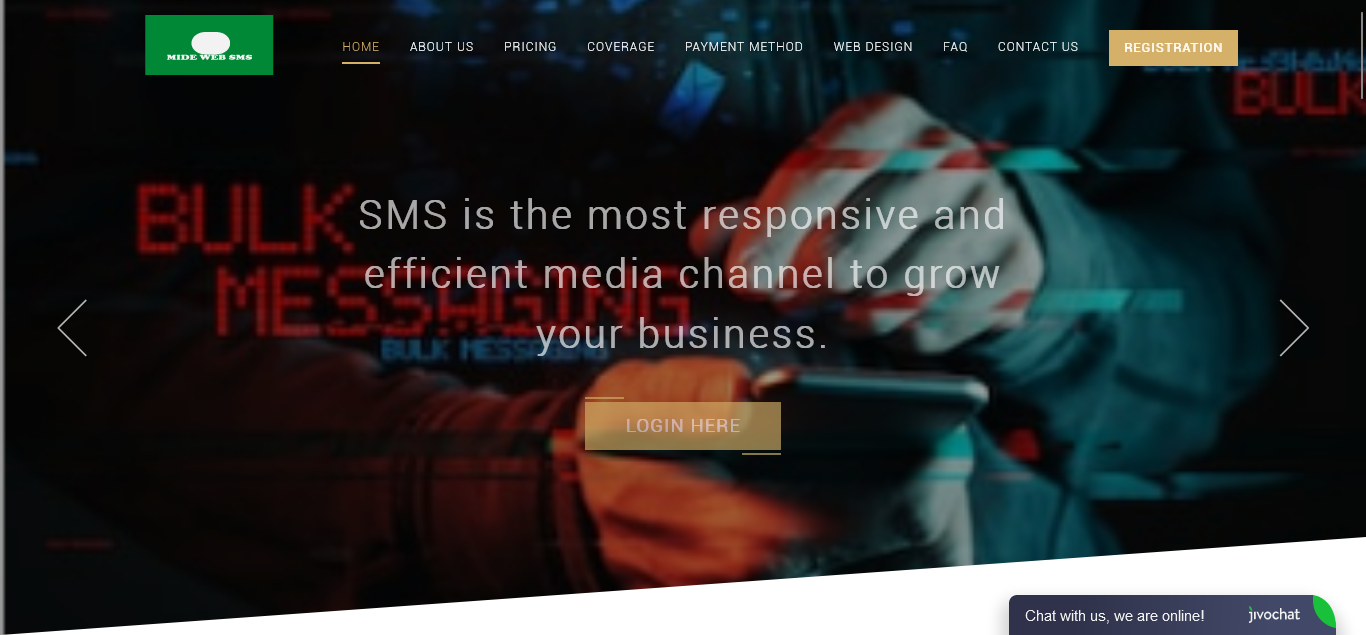 MIDE WEB SMS
HOME
ABOUT US
PRICING
COVERAGE
PAYMENT METHOD
WEB DESIGN
FAQ
CONTACT US
REGISTRATION
BULK
BULK
MESSAGING
BULK MESSAGING
SMS is the most responsive and
efficient media channel to grow
your business.
LOGIN HERE
Chat with us, we are online!
jivochat